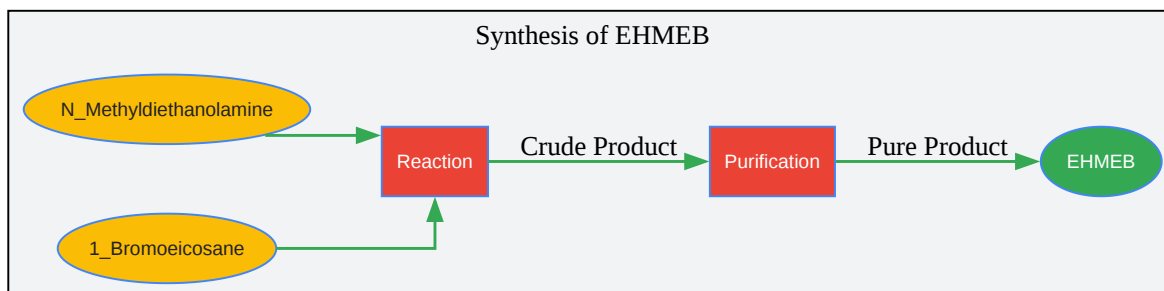 Synthesis of EHMEB
N_Methyldiethanolamine
Reaction
Crude Product
Purification
Pure Product
EHMEB
1_Bromoeicosane